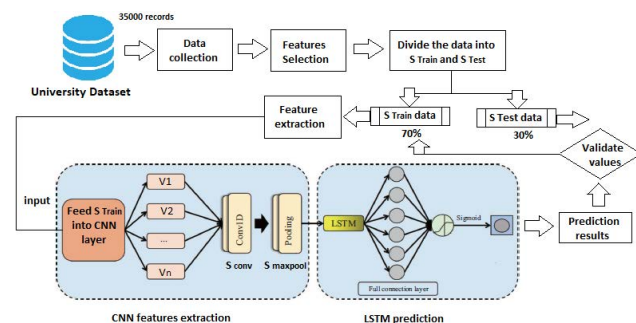 35000 records
University Dataset
Data
collection
Features
Selection
Divide the data into
S Train and S Test
Feature
extraction
S Train data
70%
S Test data
30%
Validate
values
input
Feed S Train
into CNN
layer
V1
V2
...
Vn
Conv1D
S conv
Pooling
S maxpool
LSTM
Full connection layer
Sigmoid
Prediction
results
CNN features extraction
LSTM prediction